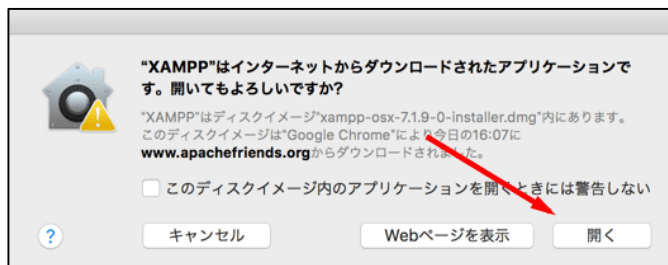 "XAMPP"はインターネットからダウンロードされたアプリケーションで
す。開いてもよろしいですか?
"XAMPP"はディスクイメージ"xampp-osx-7.1.9-0-installer.dmg"内にあります。
このディスクイメージは"Google Chrome"により今日の16:07に
www.apachefriends.orgからダウンロードされました。
このディスクイメージ内のアプリケーションを開くときには警告しない
?
キャンセル
Webページを表示
開く